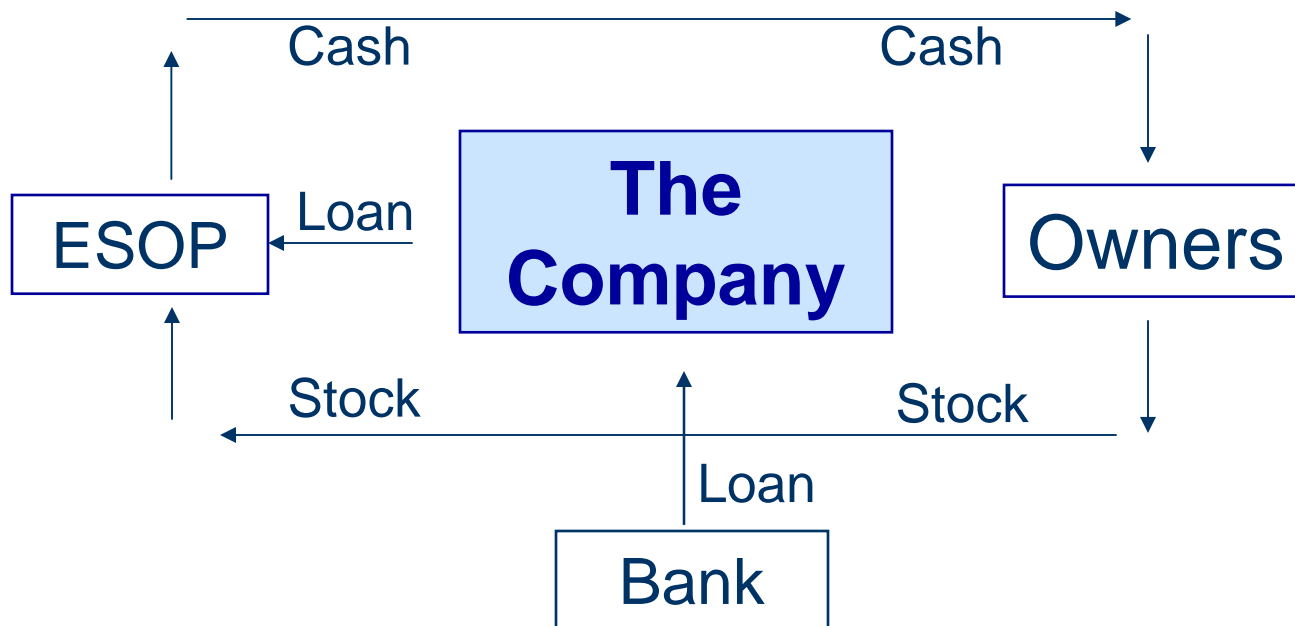 Cash
Cash
The
Company
Loan
ESOP
Owners
Stock
Stock
Loan
Bank